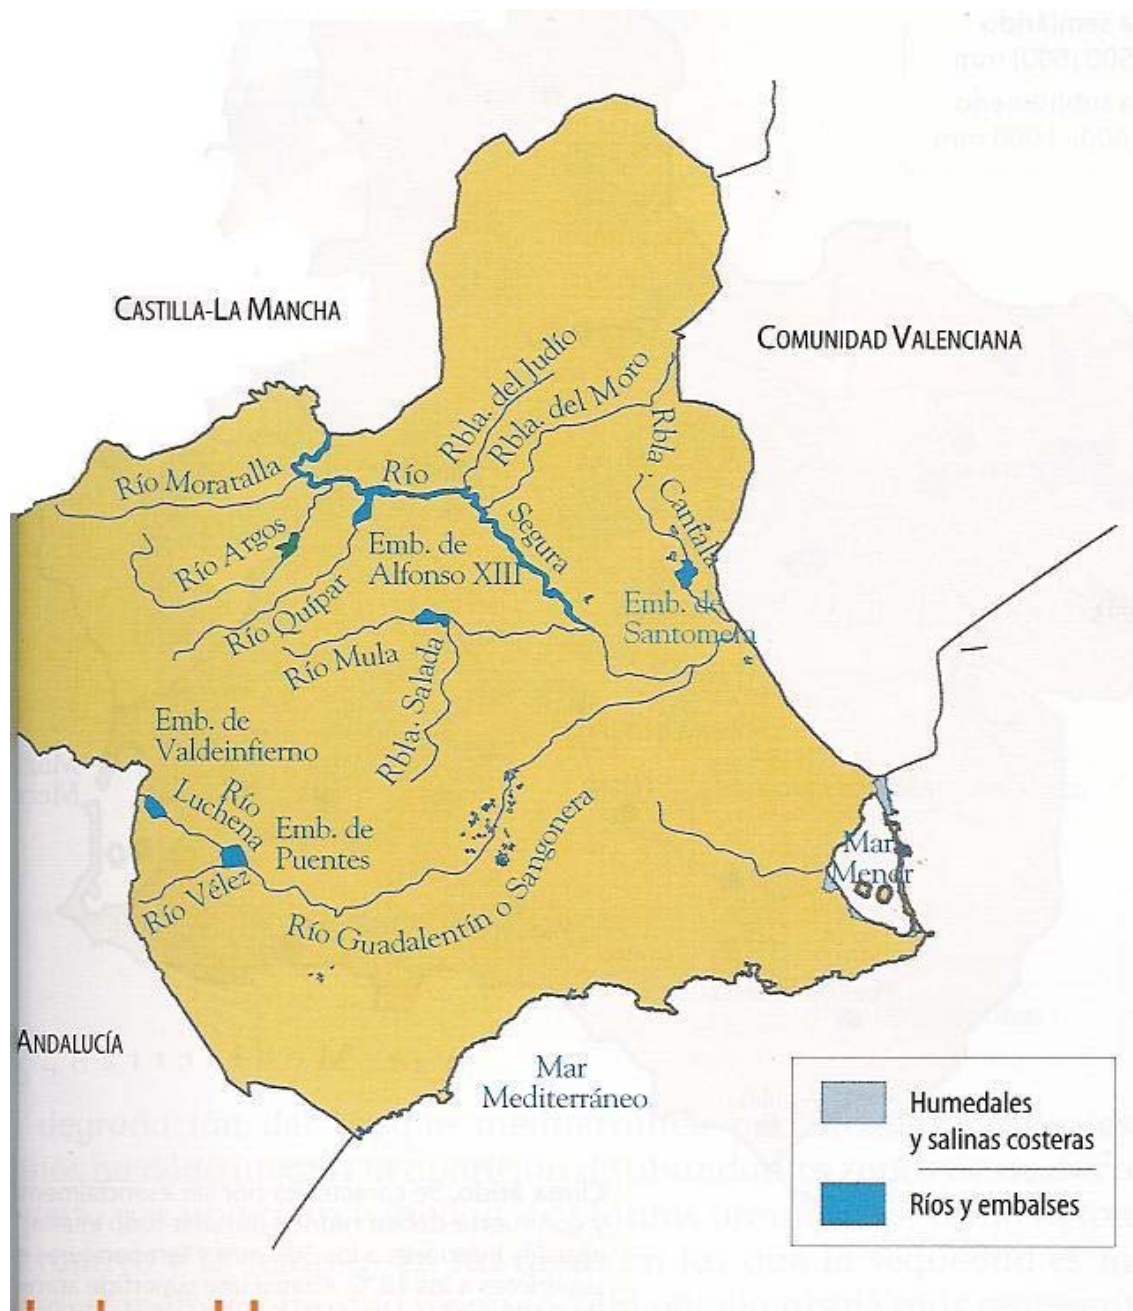 CASTILLA-LA MANCHA
COMUNIDAD VALENCIANA
Rbla. del Judío
Rbla. del Moro
Río Moratalla
Río
Segura
Rbla
Canfala
Río Argos
Emb. de
Alfonso XIII
Río Quípar
Emb. de
Santomera
Río Mula
Rbla. Salada
Emb. de
Valdeinfierno
Río
Luchena
Emb. de
Puentes
Río Vélez
Río Guadalentín o Sangonera
Mar
Menor
ANDALUCÍA
Mar
Mediterráneo
Humedales
y salinas costeras
Ríos y embalses